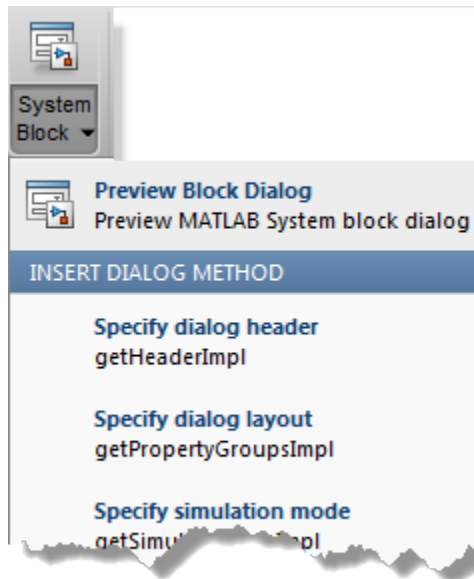 System
Block
Preview Block Dialog
Preview MATLAB System block dialog
INSERT DIALOG METHOD
Specify dialog header
getHeaderImpl
Specify dialog layout
getPropertyGroupsImpl
Specify simulation mode